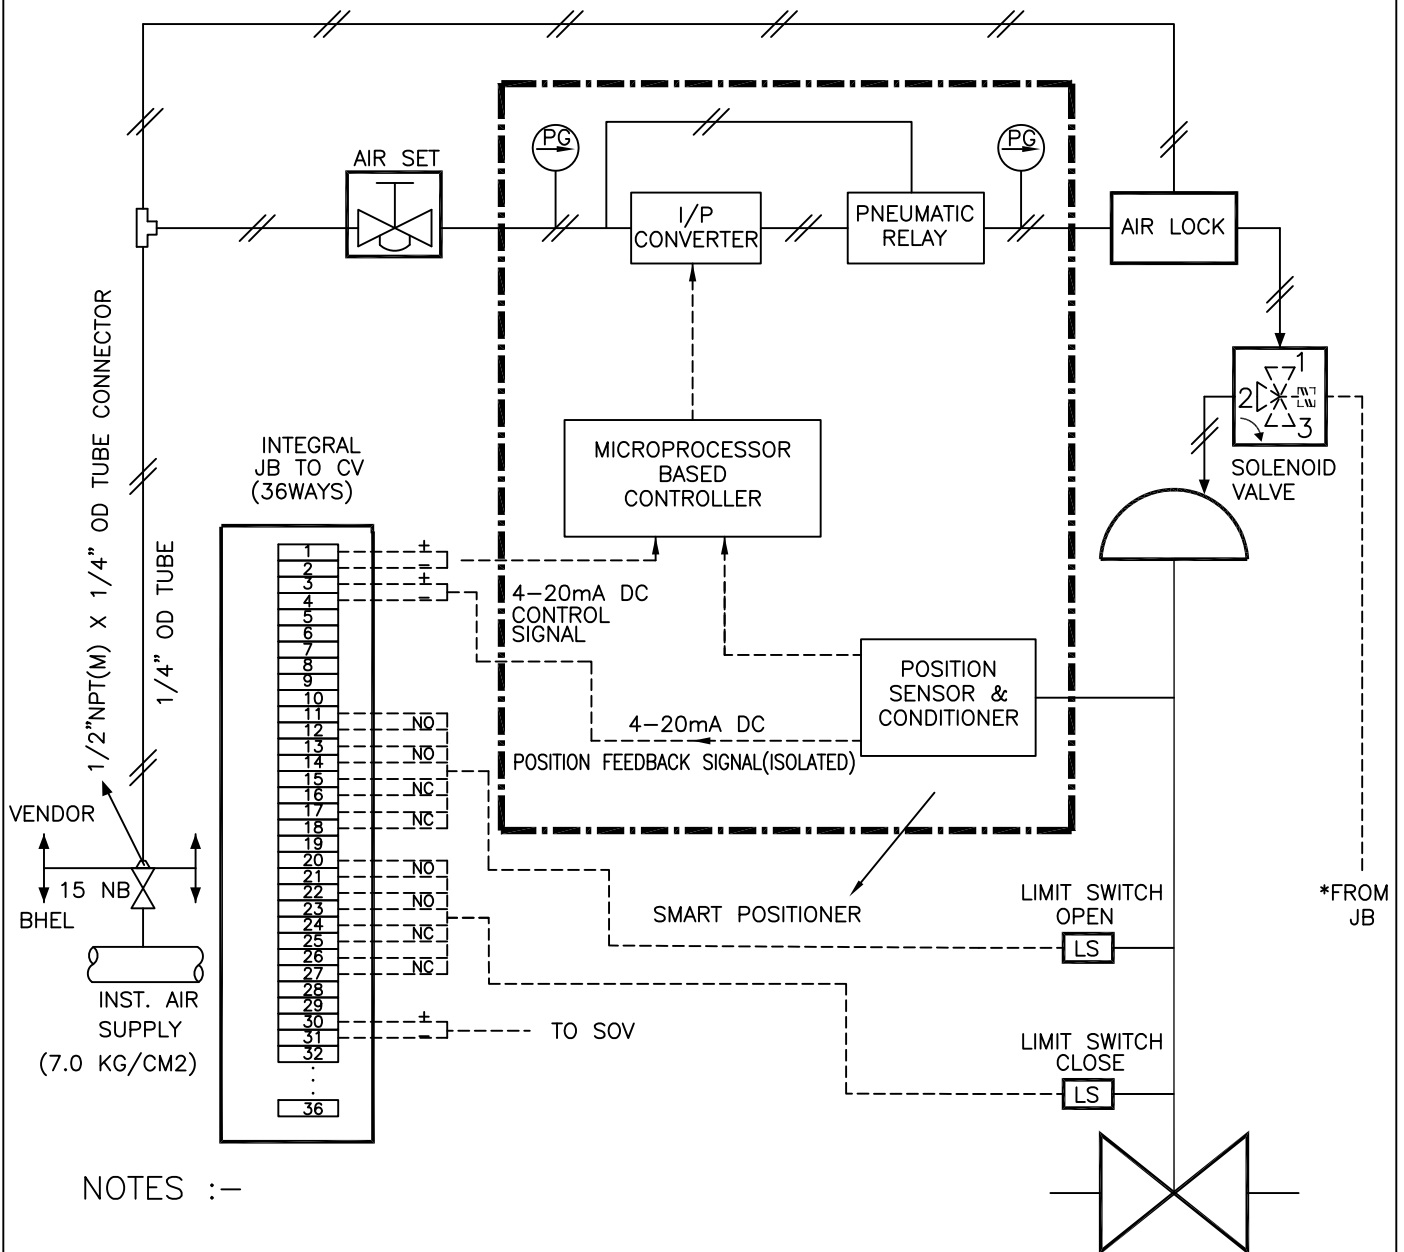 PG
PG
AIR SET
I/P
CONVERTER
PNEUMATIC
RELAY
AIR LOCK
1/2"NPT(M) X 1/4" OD TUBE CONNECTOR
1/4" OD TUBE
1
2
3
SOLENOID
VALVE
INTEGRAL
JB TO CV
(36WAYS)
MICROPROCESSOR
BASED
CONTROLLER
1
2
3
4
5
6
7
8
9
10
11
12
13
14
15
16
17
18
19
20
21
22
23
24
25
26
27
28
29
30
31
32
36
+
−
+
−
NO
NO
NC
NC
NO
NO
NC
NC
+
−
TO SOV
4−20mA DC
CONTROL
SIGNAL
POSITION
SENSOR &
CONDITIONER
4−20mA DC
POSITION FEEDBACK SIGNAL(ISOLATED)
VENDOR
15 NB
BHEL
INST. AIR
SUPPLY
(7.0 KG/CM2)
SMART POSITIONER
LIMIT SWITCH
OPEN
LS
*FROM
JB
LIMIT SWITCH
CLOSE
LS
NOTES :−